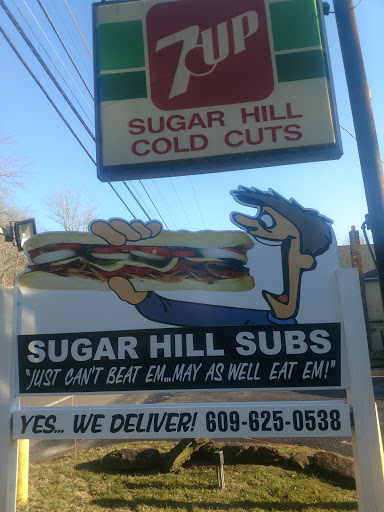 7UP
SUGAR HILL
COLD CUTS
SUGAR HILL SUBS
"JUST CAN'T BEAT EM...MAY AS WELL EAT EM!"
YES... WE DELIVER! 609-625-0538